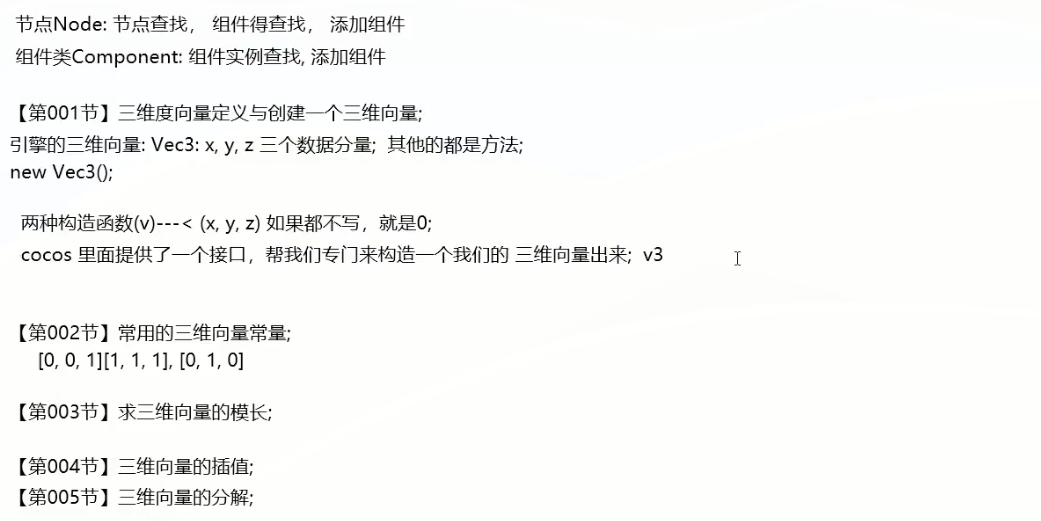 节点Node: 节点查找， 组件得查找， 添加组件
组件类Component: 组件实例查找, 添加组件
【第001节】三维度向量定义与创建一个三维向量;
引擎的三维向量: Vec3: x, y, z 三个数据分量; 其他的都是方法;
new Vec3();
两种构造函数(v)---< (x, y, z) 如果都不写，就是0;
cocos 里面提供了一个接口，帮我们专门来构造一个我们的 三维向量出来; v3
【第002节】常用的三维向量常量;
[0, 0, 1][1, 1, 1], [0, 1, 0]
【第003节】求三维向量的模长;
【第004节】三维向量的插值;
【第005节】三维向量的分解;